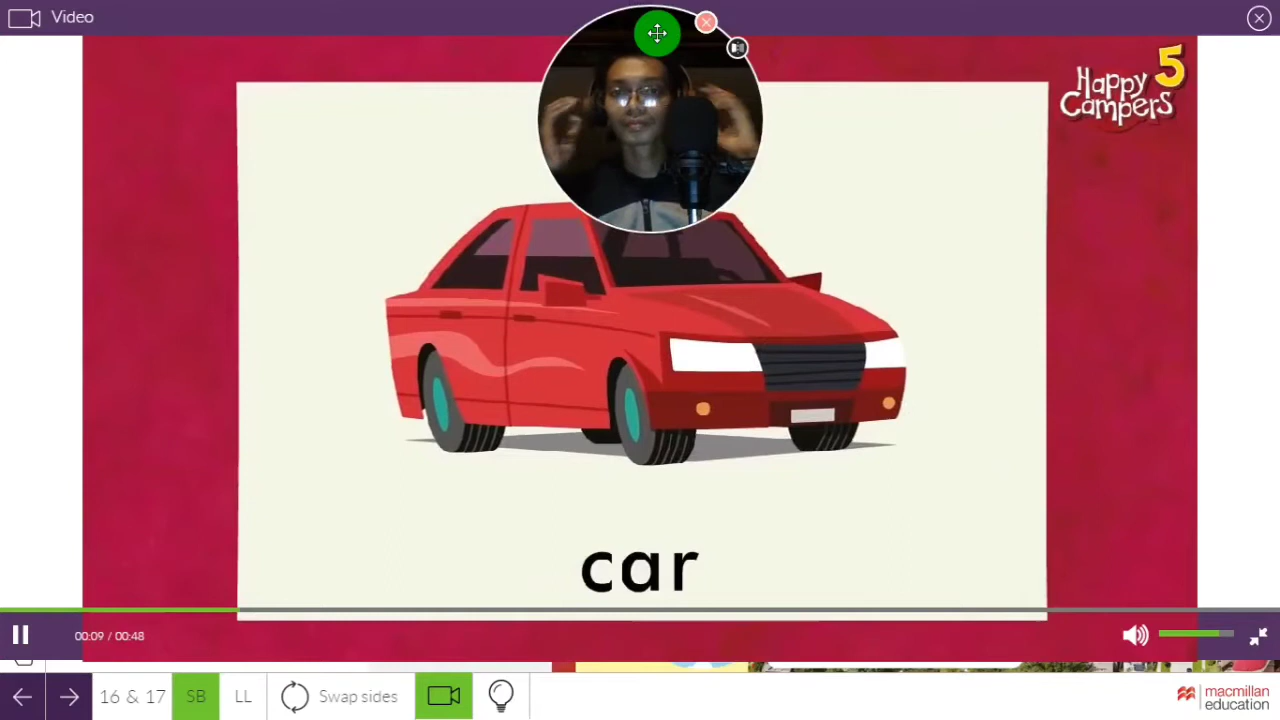 Video
Happy 5
Campers
car
00:09 / 00:48
16 & 17 SB LL Swap sides
macmillan
education